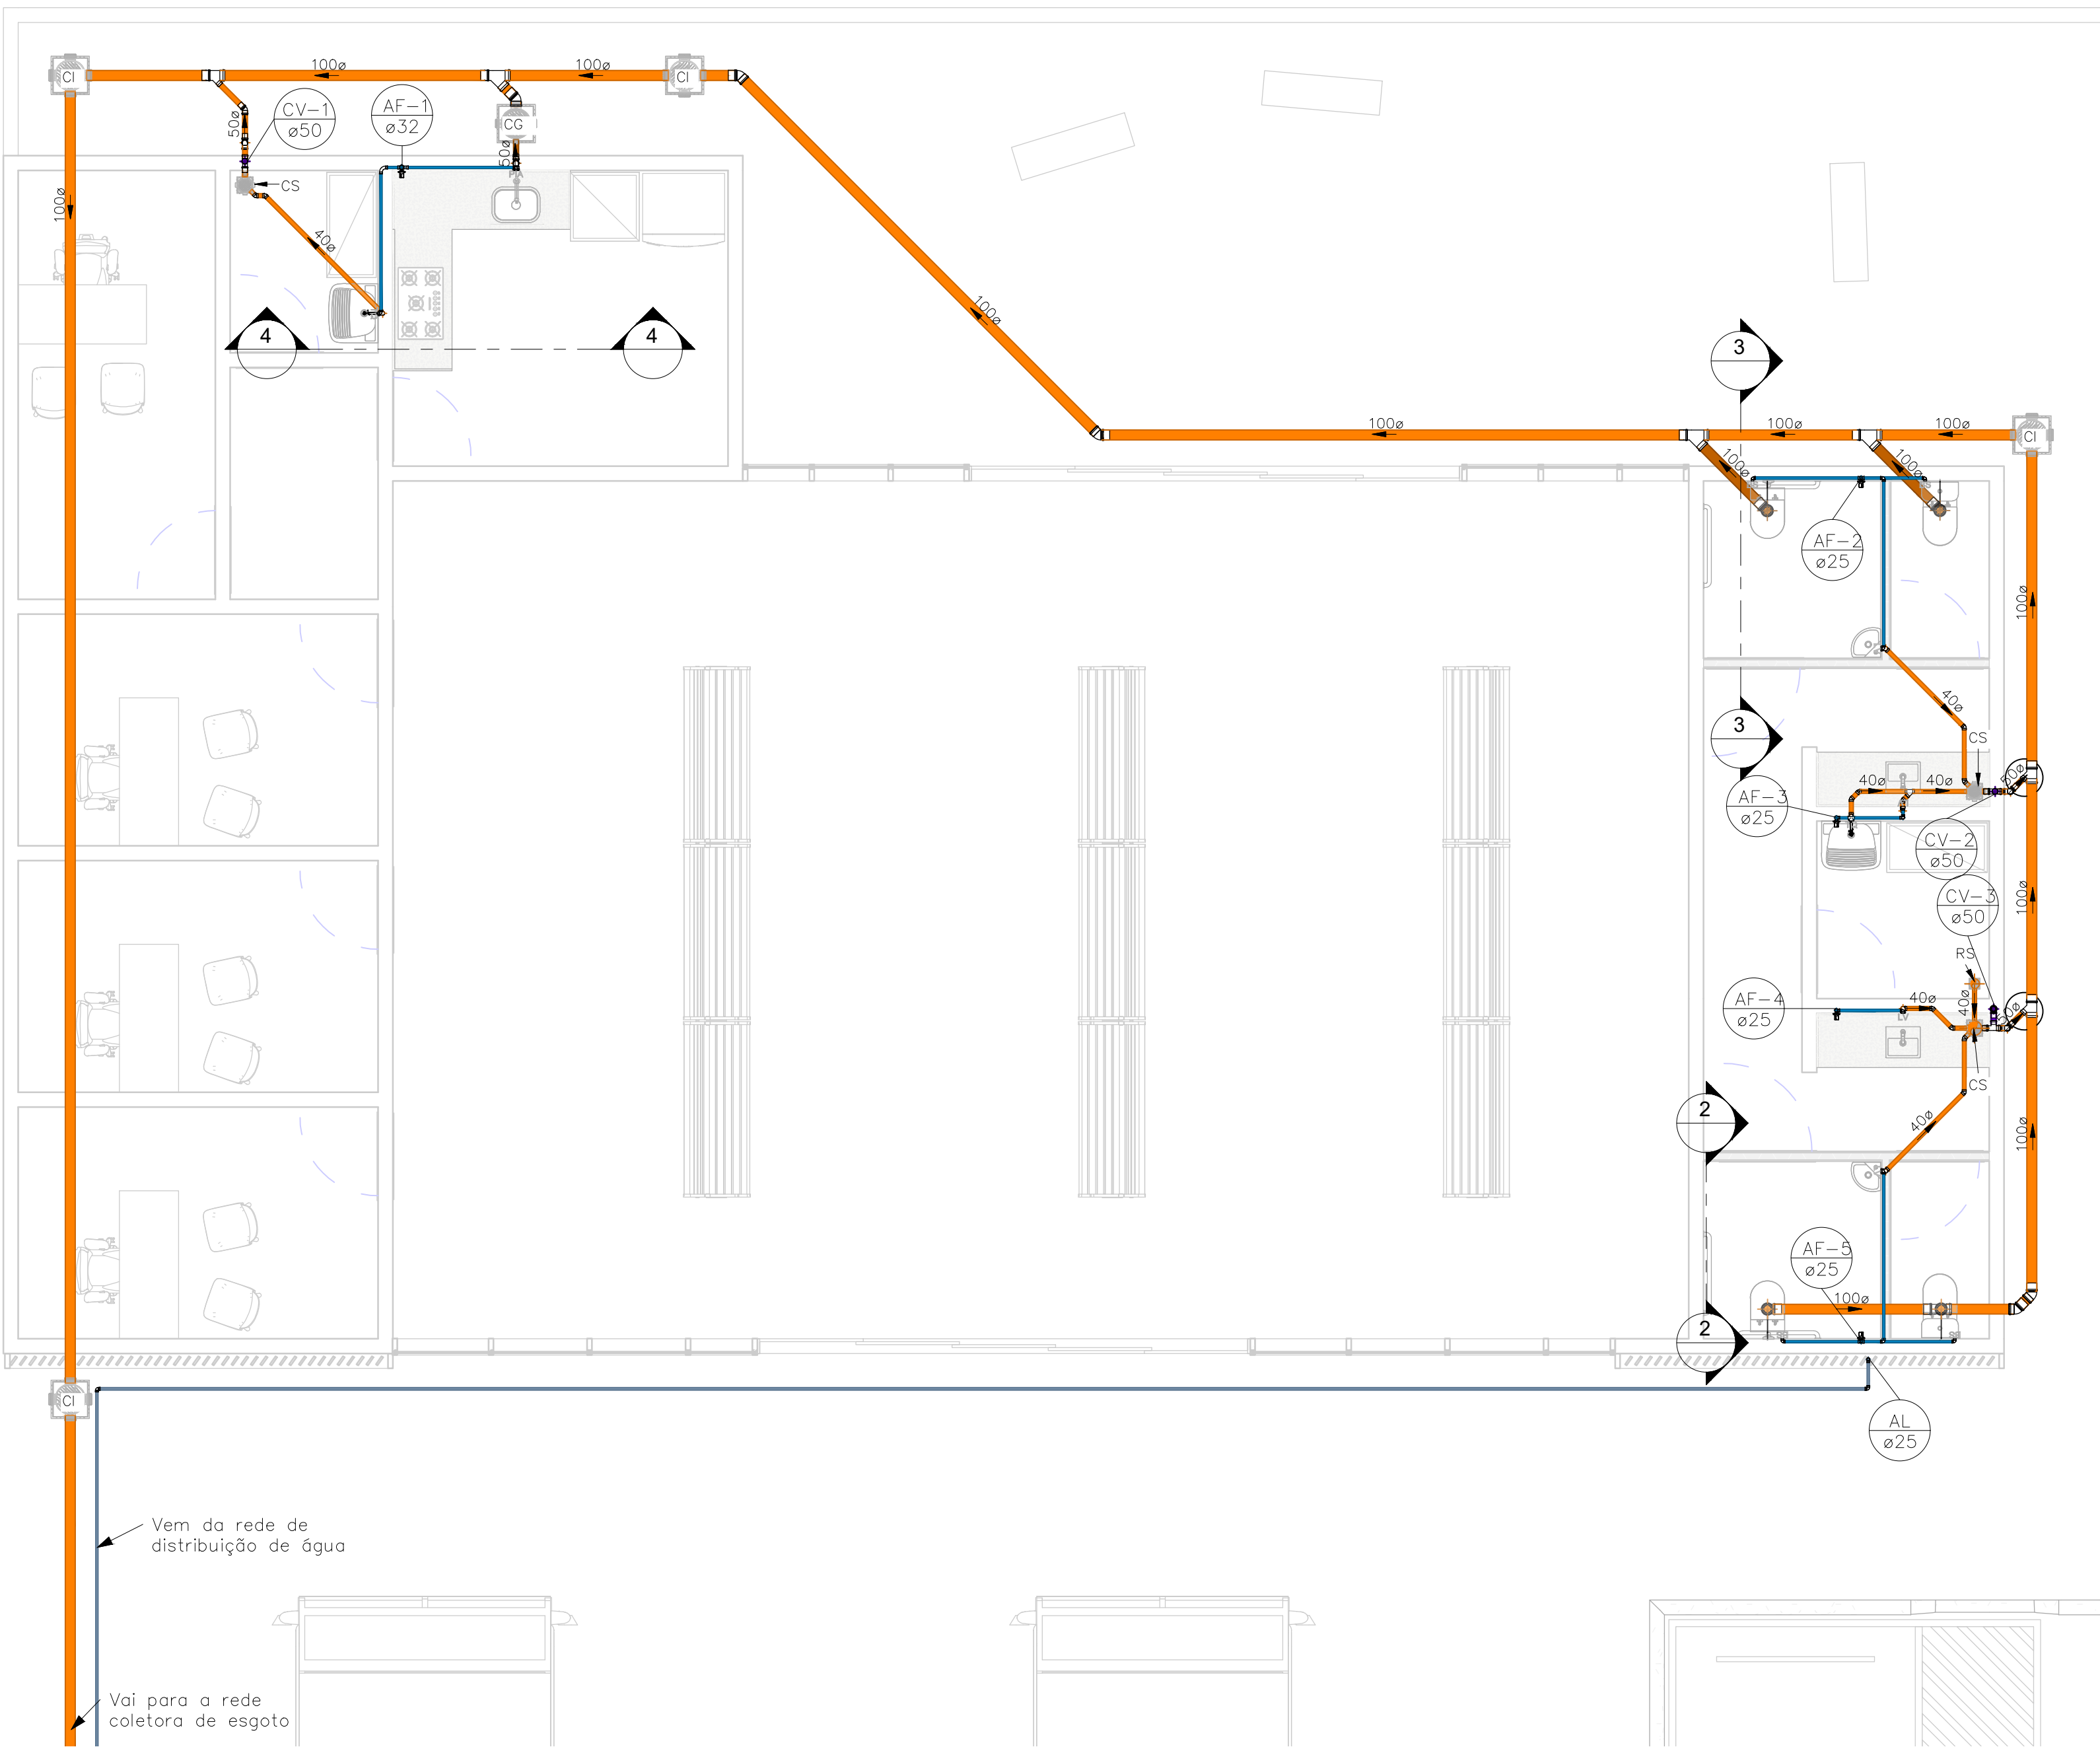 CI
100ø
100ø
CI
CV-1
ø50
AF-1
ø32
50ø
CG
50ø
PIA
CS
100ø
40ø
100ø
4
4
3
100ø
100ø
100ø
CI
100ø
100ø
AF-2
ø25
100ø
40ø
3
CS
40ø
40ø
50ø
AF-3
ø25
CV-2
ø50
CV-3
ø50
100ø
RS
AF-4
ø25
40ø
40ø
50ø
LV
CS
2
40ø
100ø
AF-5
ø25
100ø
2
CI
AL
ø25
Vem da rede de
distribuição de água
Vai para a rede
coletora de esgoto